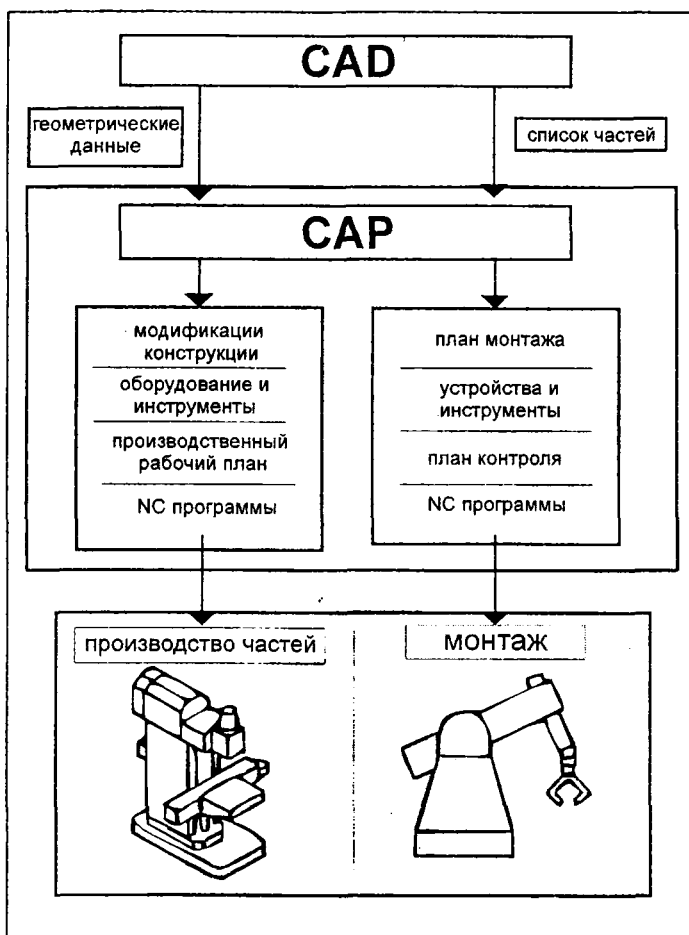 CAD
геометрические
данные
список частей
CAP
модификации
конструкции
оборудование и
инструменты
производственный
рабочий план
NC программы
план монтажа
устройства и
инструменты
план контроля
NC программы
производство частей
монтаж